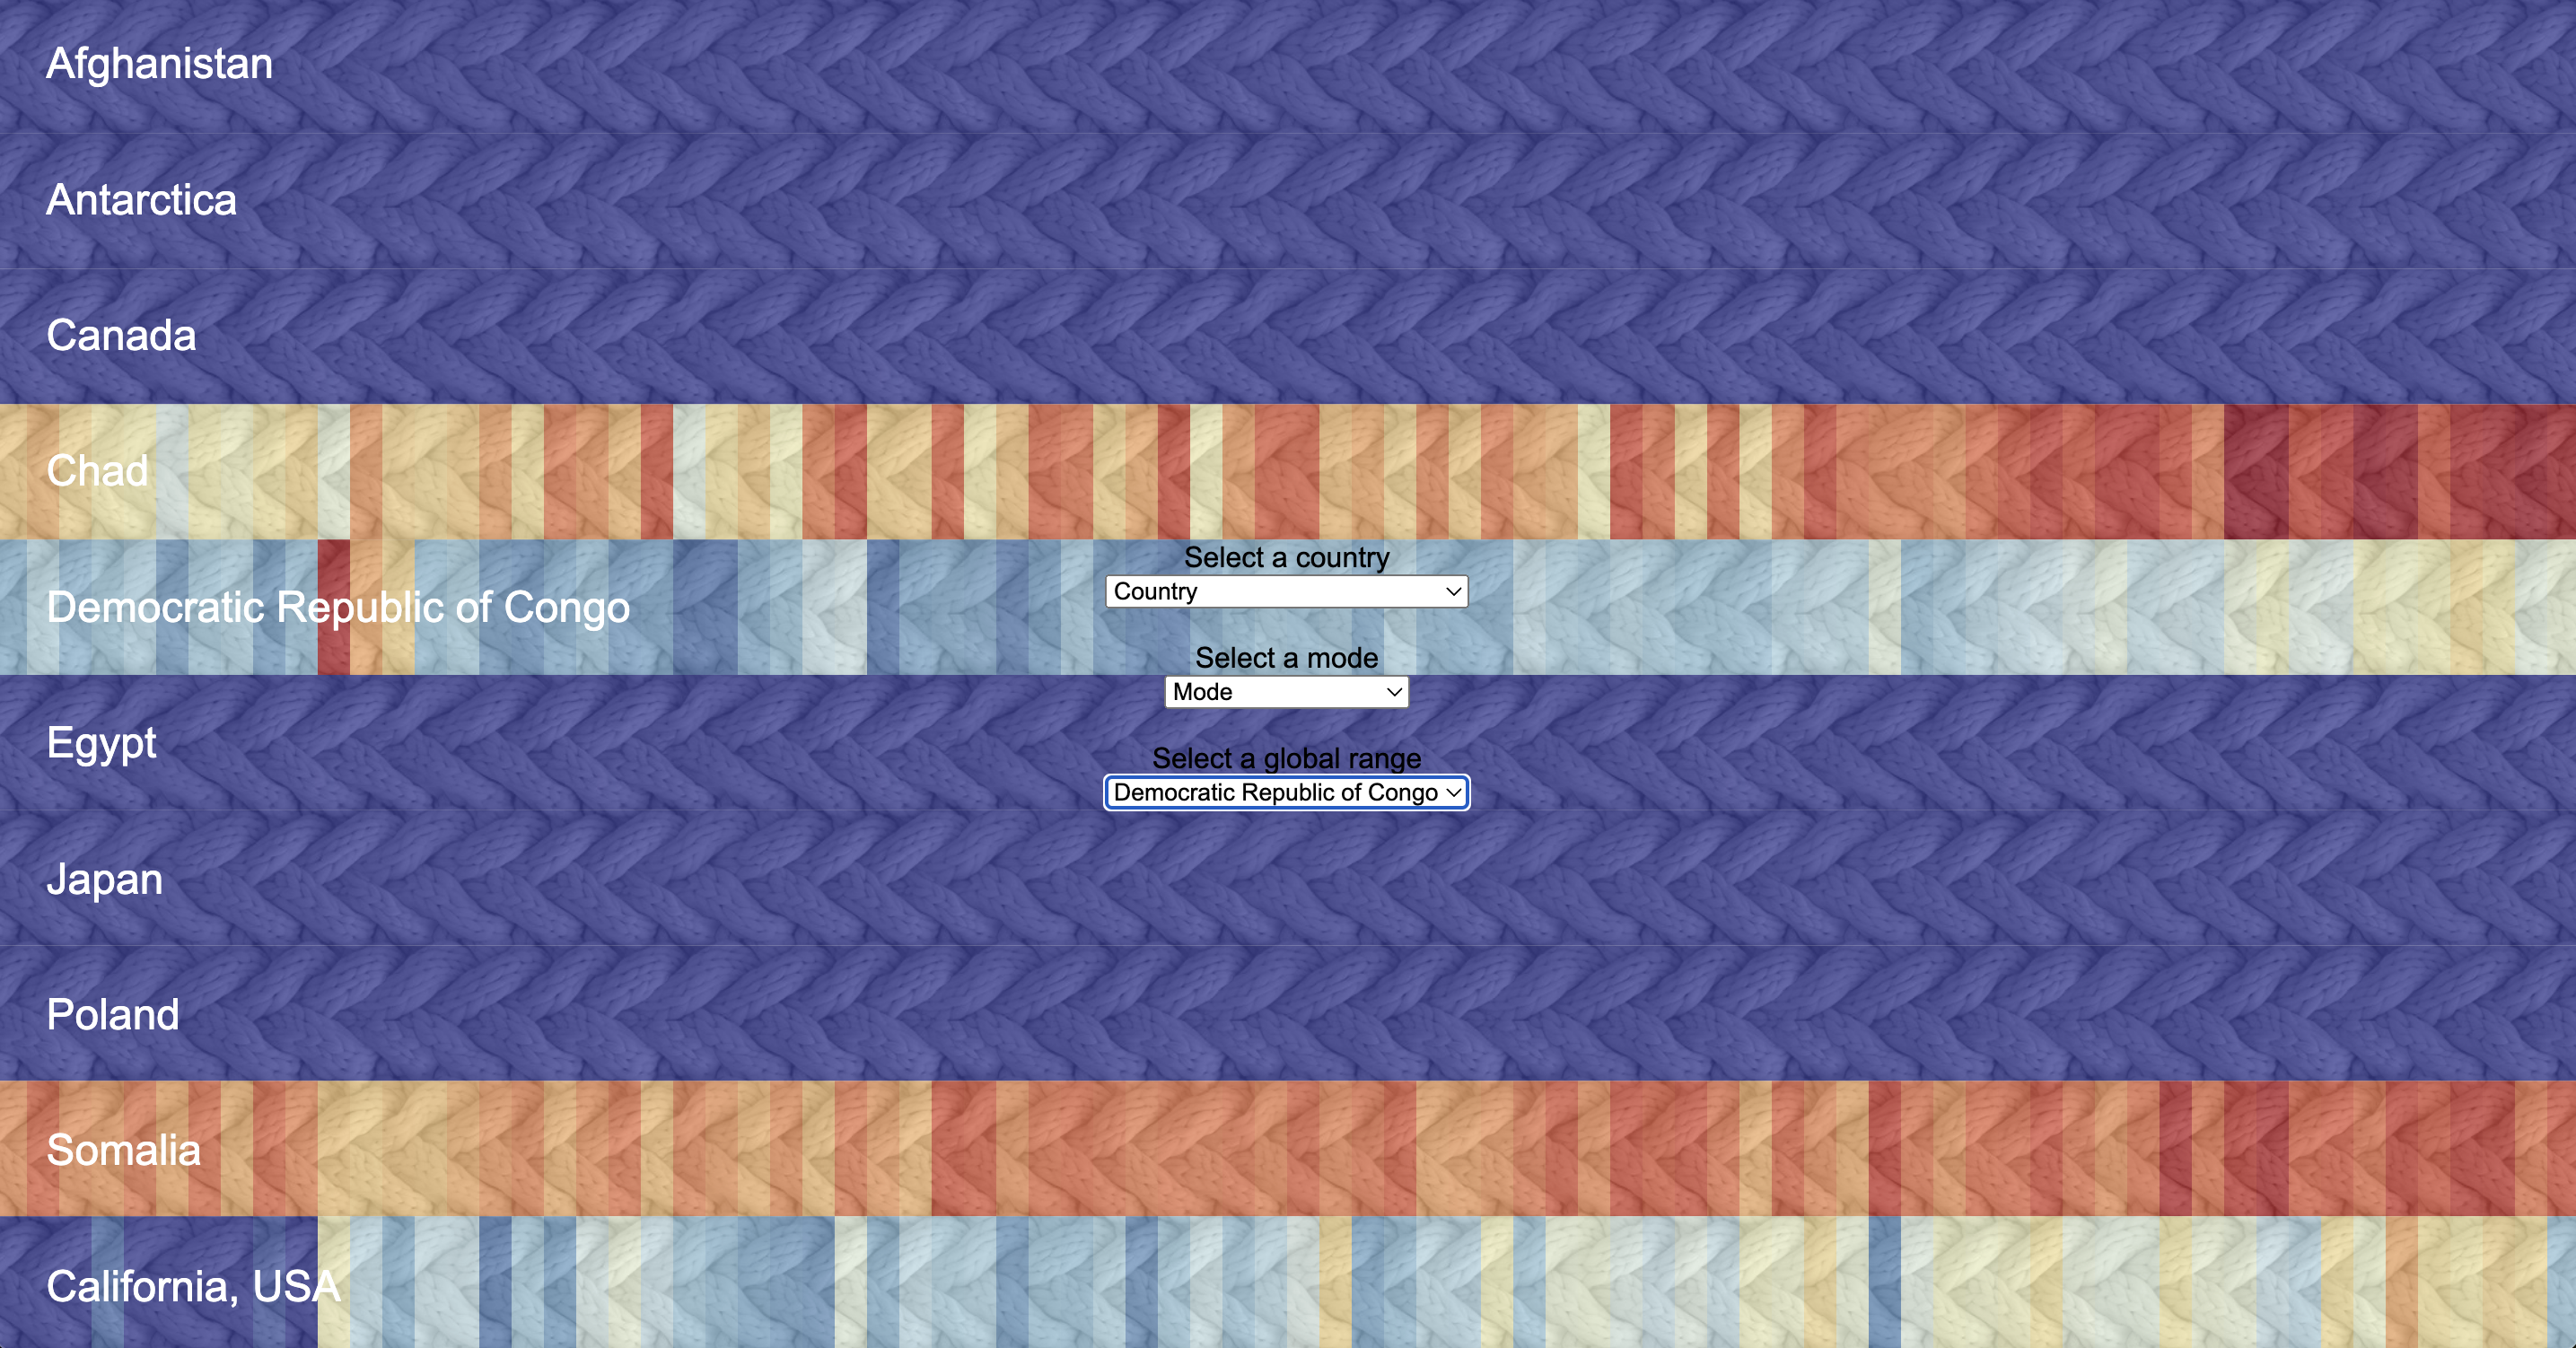 Afghanistan
Antarctica
Canada
Chad
Select a country
Country
Democratic Republic of Congo
Select a mode
Mode
Egypt
Select a global range
Democratic Republic of Congo
Japan
Poland
Somalia
California, USA